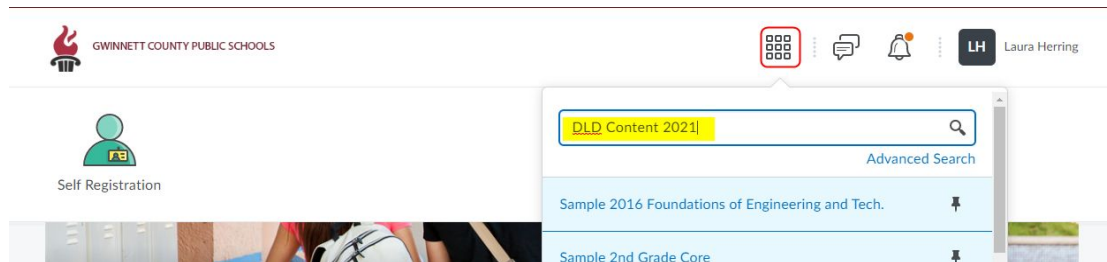 GWINNETT COUNTY PUBLIC SCHOOLS
LH
Laura Herring
DLD Content 2021
Advanced Search
Self Registration
Sample 2016 Foundations of Engineering and Tech.
Sample 2nd Grade Core